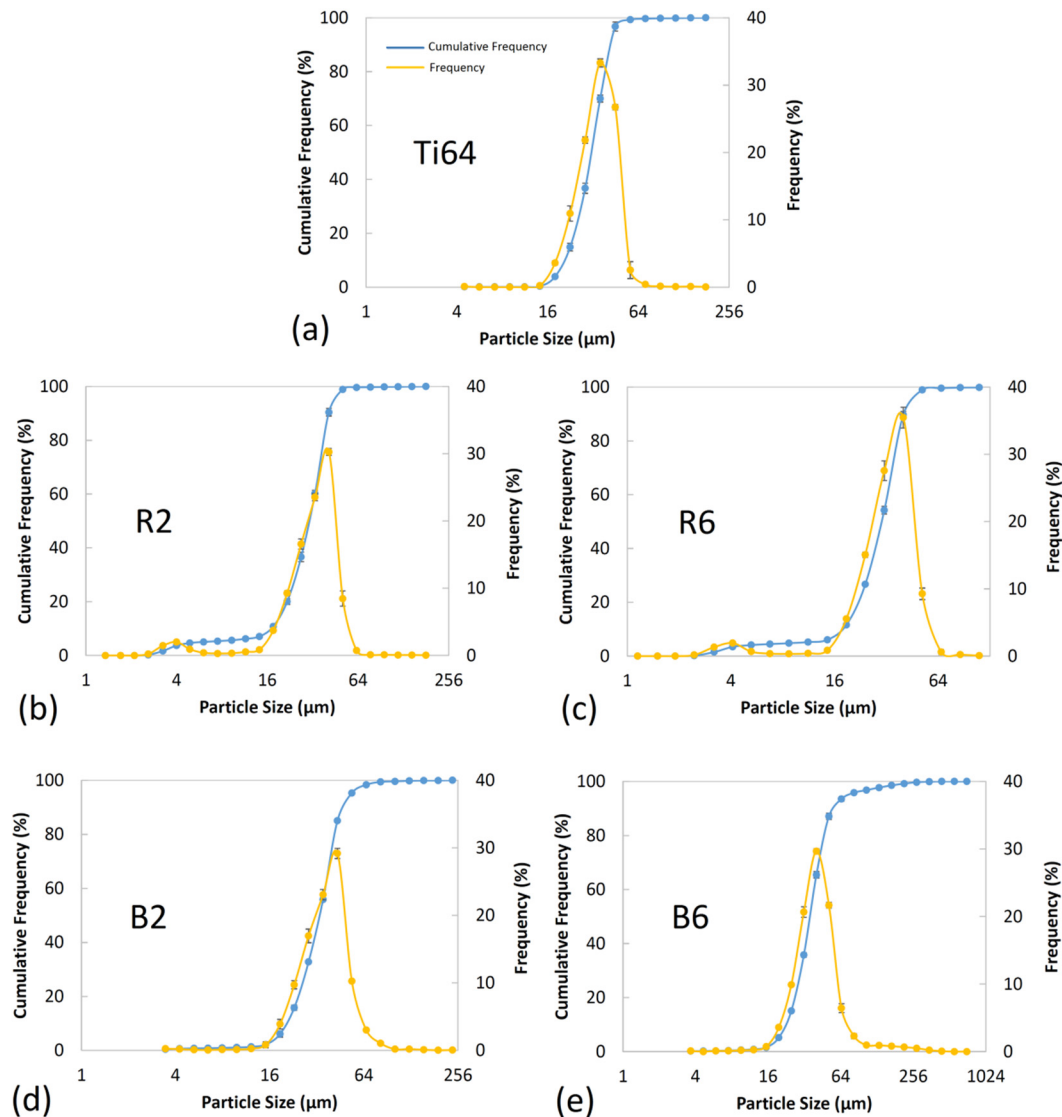 100
80
60
40
20
0
Cumulative Frequency (%)
Cumulative Frequency
Frequency
Ti64
40
30
20
10
0
Frequency (%)
1 4 16 64 256
Particle Size (µm)
(a)
100
80
60
40
20
0
Cumulative Frequency (%)
R2
40
30
20
10
0
Frequency (%)
1 4 16 64 256
Particle Size (µm)
(b)
100
80
60
40
20
0
Cumulative Frequency (%)
R6
40
30
20
10
0
Frequency (%)
1 4 16 64
Particle Size (µm)
(c)
100
80
60
40
20
0
Cumulative Frequency (%)
B2
40
30
20
10
0
Frequency (%)
1 4 16 64 256
Particle Size (µm)
(d)
100
80
60
40
20
0
Cumulative Frequency (%)
B6
40
30
20
10
0
Frequency (%)
1 4 16 64 256 1024
Particle Size (µm)
(e)